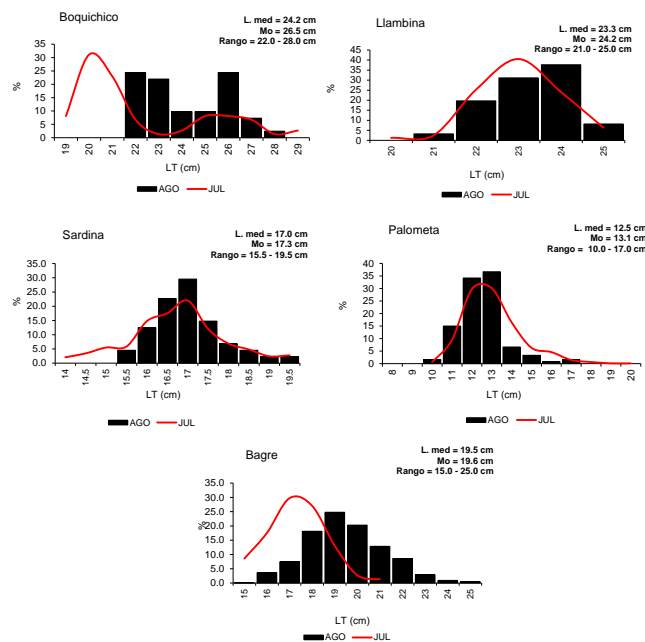 Boquichico
L. med = 24.2 cm
Mo = 26.5 cm
Rango = 22.0 - 28.0 cm
35
30
25
20
15
10
5
0
%
19 20 21 22 23 24 25 26 27 28 29
LT (cm)
AGO JUL
Llambina
L. med = 23.3 cm
Mo = 24.2 cm
Rango = 21.0 - 25.0 cm
45
40
35
30
25
20
15
10
5
0
%
20 21 22 23 24 25
LT (cm)
AGO JUL
Sardina
L. med = 17.0 cm
Mo = 17.3 cm
Rango = 15.5 - 19.5 cm
35.0
30.0
25.0
20.0
15.0
10.0
5.0
0.0
%
14 14.5 15 15.5 16 16.5 17 17.5 18 18.5 19 19.5
LT (cm)
AGO JUL
Palometa
L. med = 12.5 cm
Mo = 13.1 cm
Rango = 10.0 - 17.0 cm
40
35
30
25
20
15
10
5
0
%
8 9 10 11 12 13 14 15 16 17 18 19 20
LT (cm)
AGO JUL
Bagre
L. med = 19.5 cm
Mo = 19.6 cm
Rango = 15.0 - 25.0 cm
35.0
30.0
25.0
20.0
15.0
10.0
5.0
0.0
%
15 16 17 18 19 20 21 22 23 24 25
LT (cm)
AGO JUL